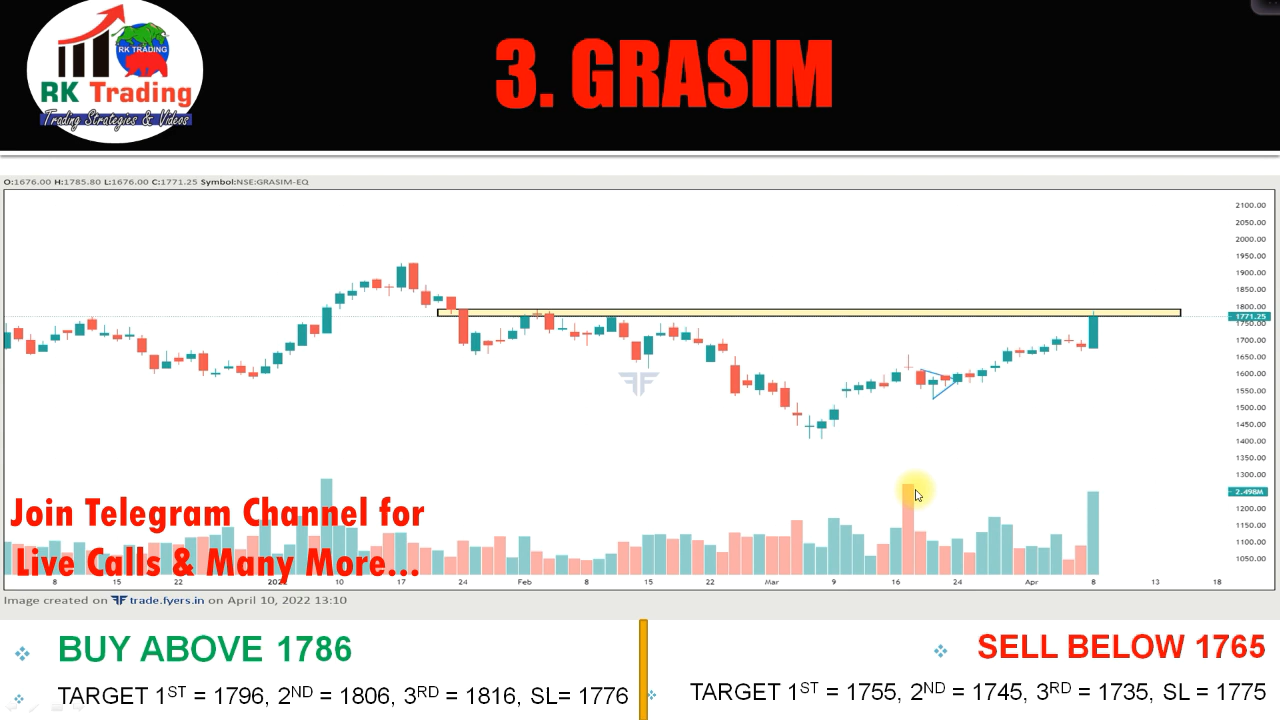 3. GRASIM
RK TRADING
RK Trading
Trading Strategies & Videos
O:1676.00 H:1785.80 L:1676.00 C:1771.25 Symbol:NSE:GRASIM-EQ
2100.00
2050.00
2000.00
1950.00
1900.00
1850.00
1800.00
1771.25
1750.00
1700.00
1650.00
1600.00
1550.00
1500.00
1450.00
1400.00
1350.00
1300.00
2.498M
1200.00
1150.00
1100.00
1050.00
Join Telegram Channel for
Live Calls & Many More...
8 15 22 2022 10 17 24 Feb 8 15 22 Mar 9 16 24 Apr 8 13 18
Image created on trade.fyers.in on April 10, 2022 13:10
BUY ABOVE 1786
TARGET 1ST = 1796, 2ND = 1806, 3RD = 1816, SL= 1776
SELL BELOW 1765
TARGET 1ST = 1755, 2ND = 1745, 3RD = 1735, SL = 1775